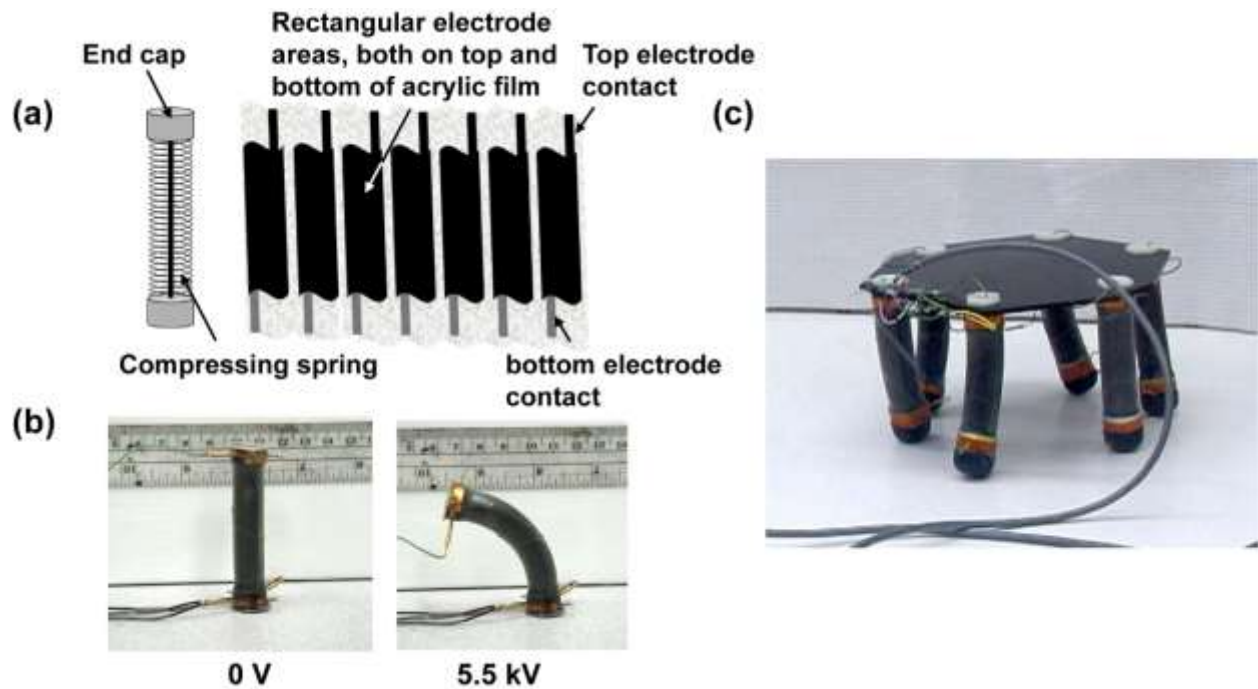 Rectangular electrode
areas, both on top and
bottom of acrylic film
End cap
Top electrode
contact
(a)
(c)
Compressing spring
bottom electrode
contact
(b)
0 V
5.5 kV